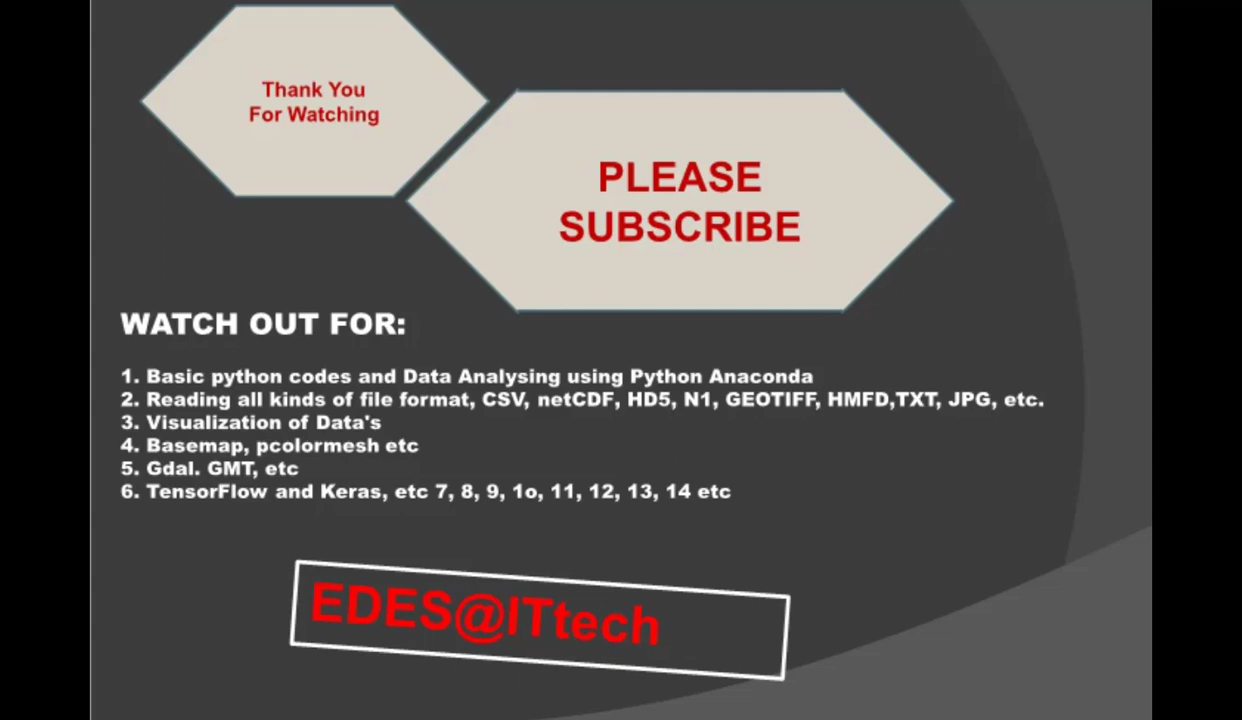 Thank You
For Watching
PLEASE
SUBSCRIBE
WATCH OUT FOR:
1. Basic python codes and Data Analysing using Python Anaconda
2. Reading all kinds of file format, CSV, netCDF, HD5, N1, GEOTIFF, HMFD,TXT, JPG, etc.
3. Visualization of Data's
4. Basemap, pcolormesh etc
5. Gdal. GMT, etc
6. TensorFlow and Keras, etc 7, 8, 9, 1o, 11, 12, 13, 14 etc
EDES@ITtech